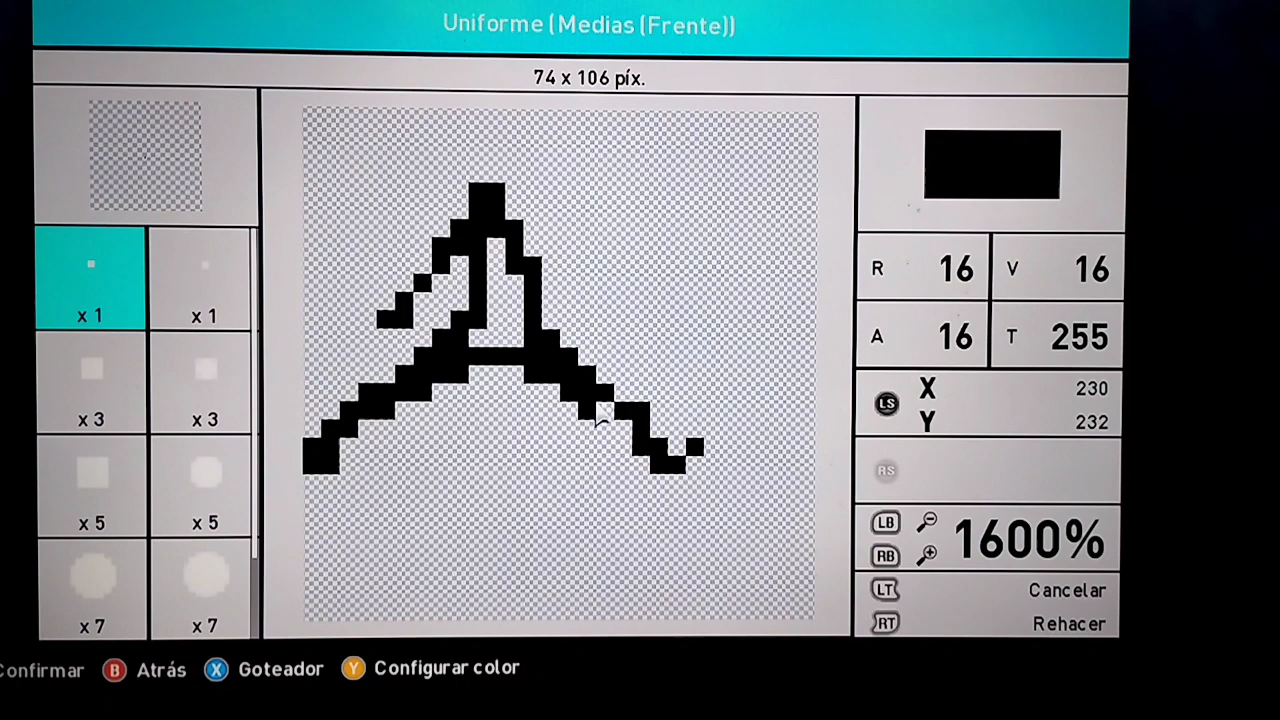 Uniforme (Medias (Frente))
74 x 106 píx.
x 1
x 1
x 3
x 3
x 5
x 5
x 7
x 7
R 16
V 16
A 16
T 255
LS
X 230
Y 232
RS
LB
RB
1600%
LT Cancelar
RT Rehacer
onfirmar
B Atrás
X Goteador
Y Configurar color